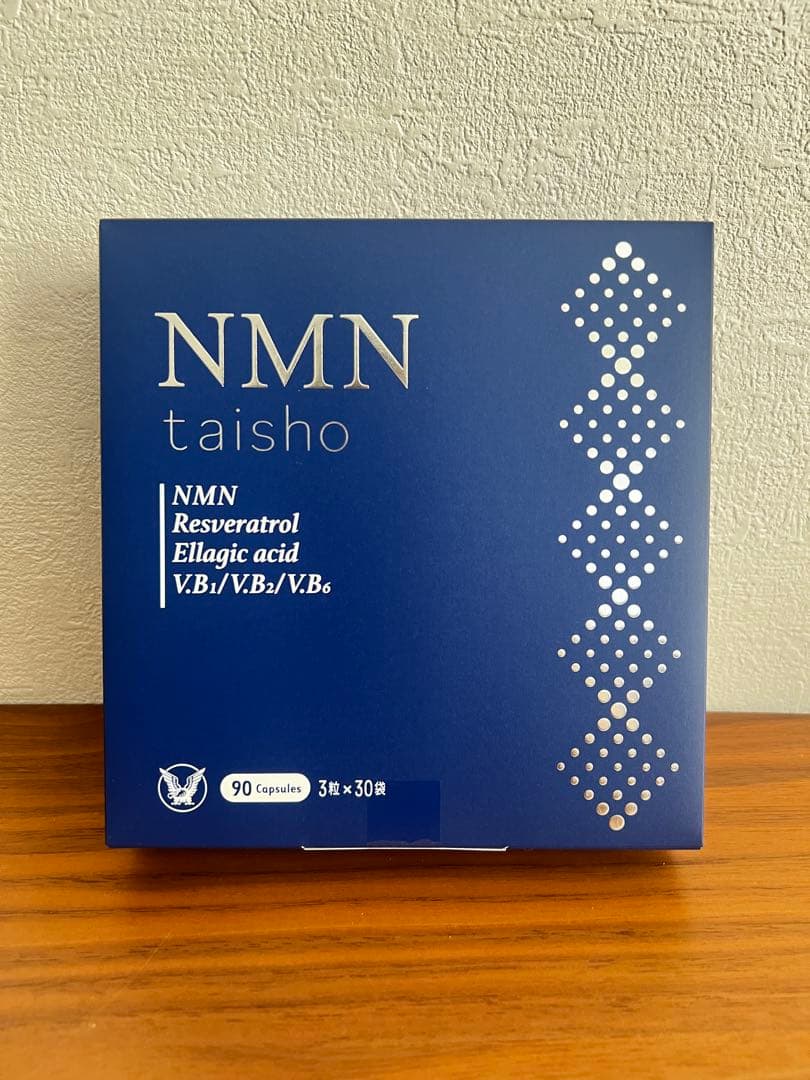 NMN
taisho
NMN
Resveratrol
Ellagic acid
V.B₁/V.B₂/V.B₆
90 Capsules 3粒×30袋